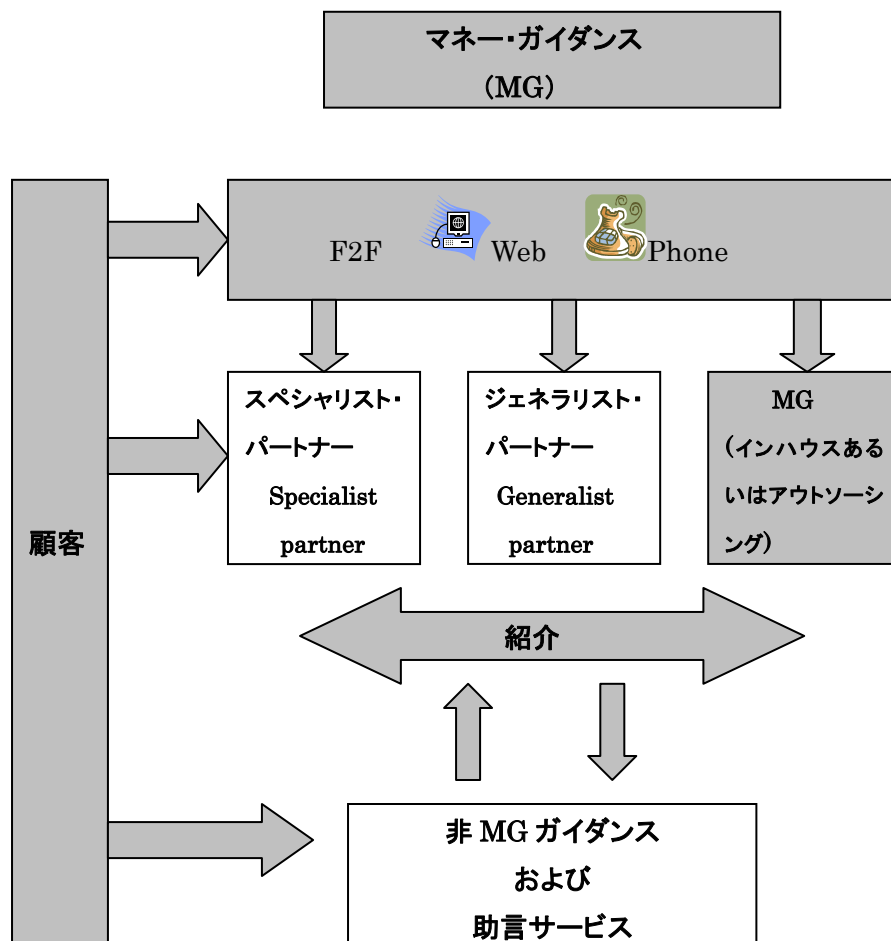 マネー・ガイダンス
(MG)
F2F Web Phone
スペシャリスト・
パートナー
Specialist
partner
ジェネラリスト・
パートナー
Generalist
partner
MG
(インハウスある
いはアウトソーシ
ング)
顧客
紹介
非 MG ガイダンス
および
助言サービス